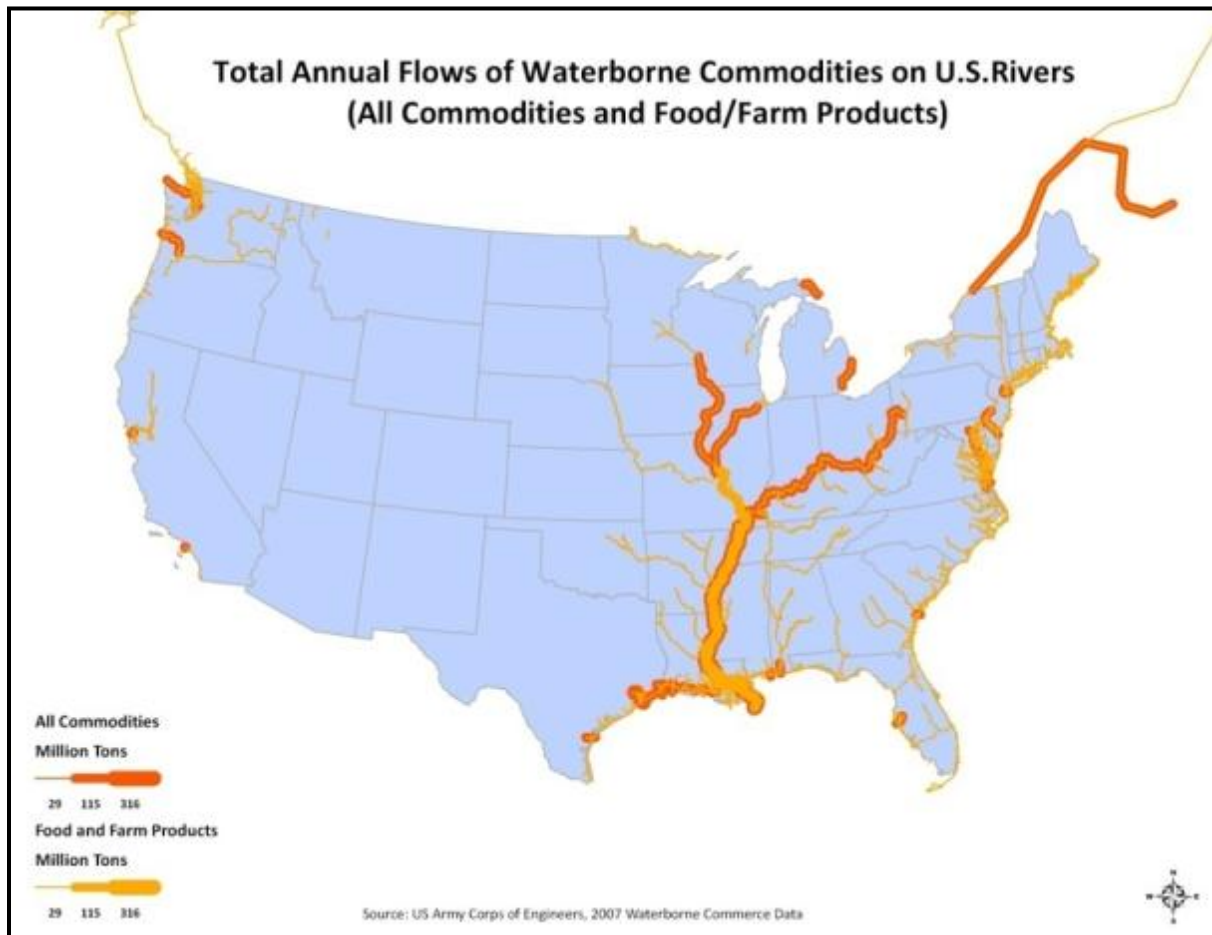 Total Annual Flows of Waterborne Commodities on U.S.Rivers
(All Commodities and Food/Farm Products)
All Commodities
Million Tons
29 115 316
Food and Farm Products
Million Tons
29 115 316
Source: US Army Corps of Engineers, 2007 Waterborne Commerce Data
N
W E
S